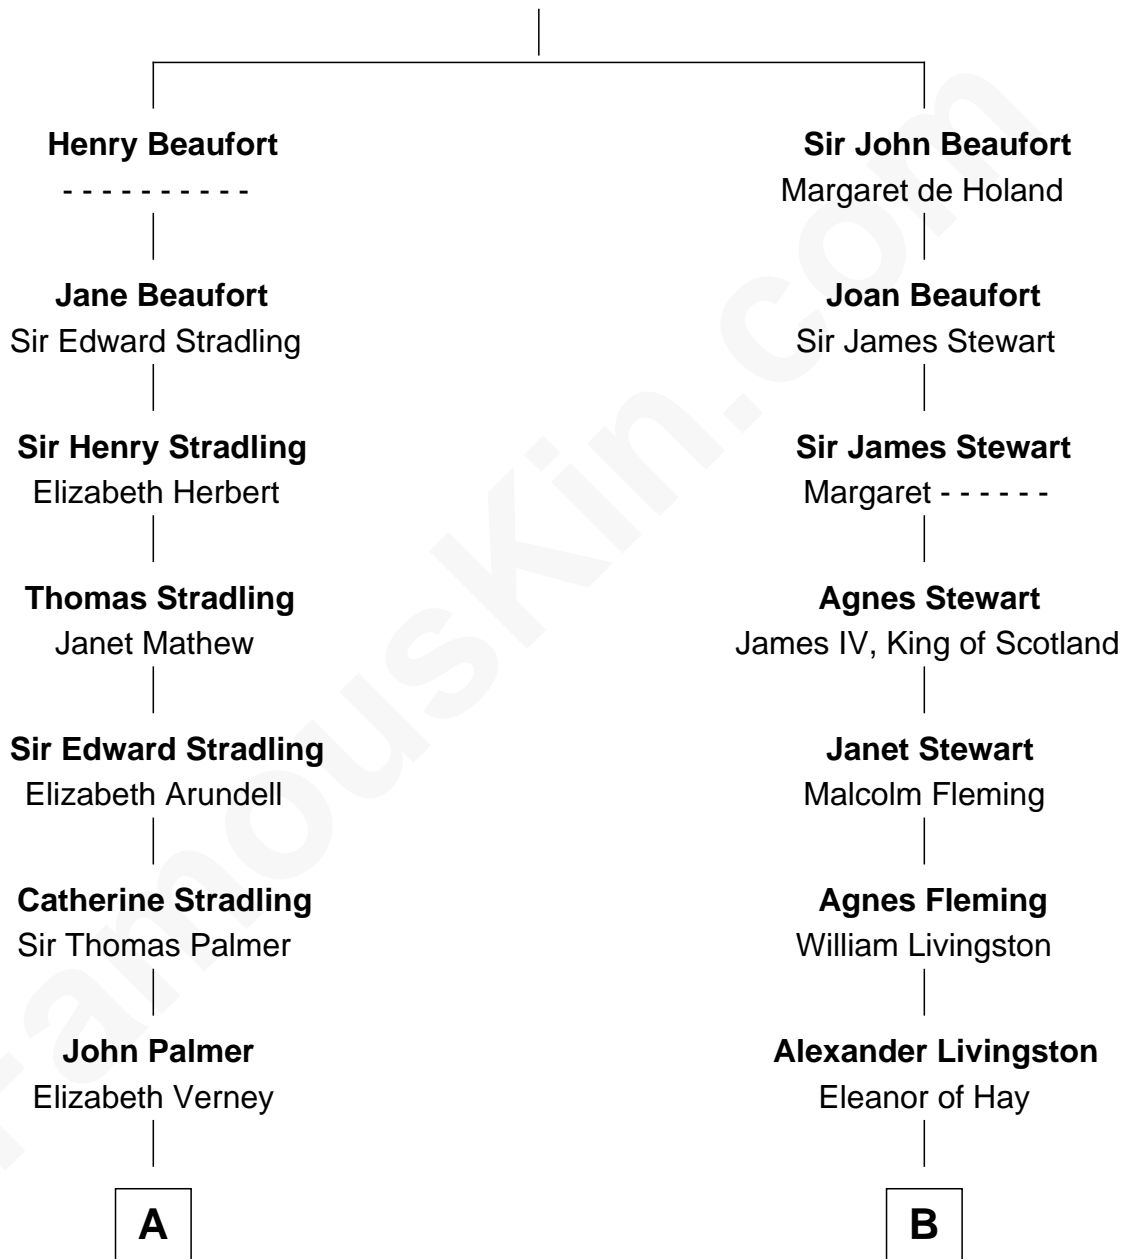 Henry Beaufort
- - - - - - - - - -
Jane Beaufort
Sir Edward Stradling
Sir Henry Stradling
Elizabeth Herbert
Thomas Stradling
Janet Mathew
Sir Edward Stradling
Elizabeth Arundell
Catherine Stradling
Sir Thomas Palmer
John Palmer
Elizabeth Verney
A
Sir John Beaufort
Margaret de Holand
Joan Beaufort
Sir James Stewart
Sir James Stewart
Margaret - - - - - -
Agnes Stewart
James IV, King of Scotland
Janet Stewart
Malcolm Fleming
Agnes Fleming
William Livingston
Alexander Livingston
Eleanor of Hay
B
FamousKin.com